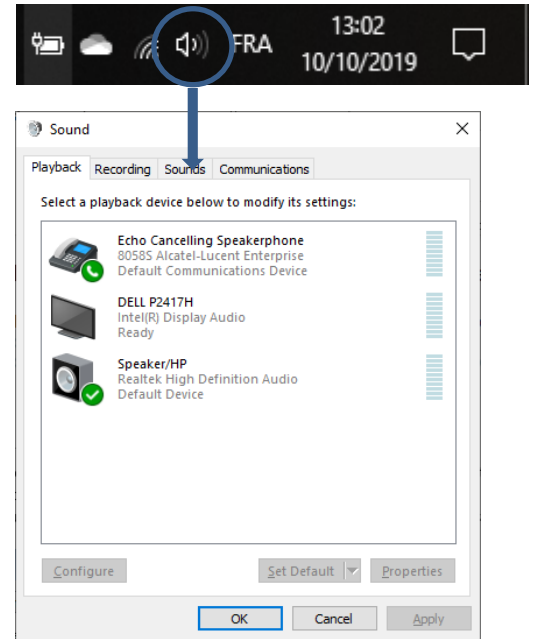 FRA
13:02
10/10/2019
Sound
Playback Recording Sounds Communications
Select a playback device below to modify its settings:
Echo Cancelling Speakerphone
8058S Alcatel-Lucent Enterprise
Default Communications Device
DELL P2417H
Intel(R) Display Audio
Ready
Speaker/HP
Realtek High Definition Audio
Default Device
Configure Set Default Properties
OK Cancel Apply